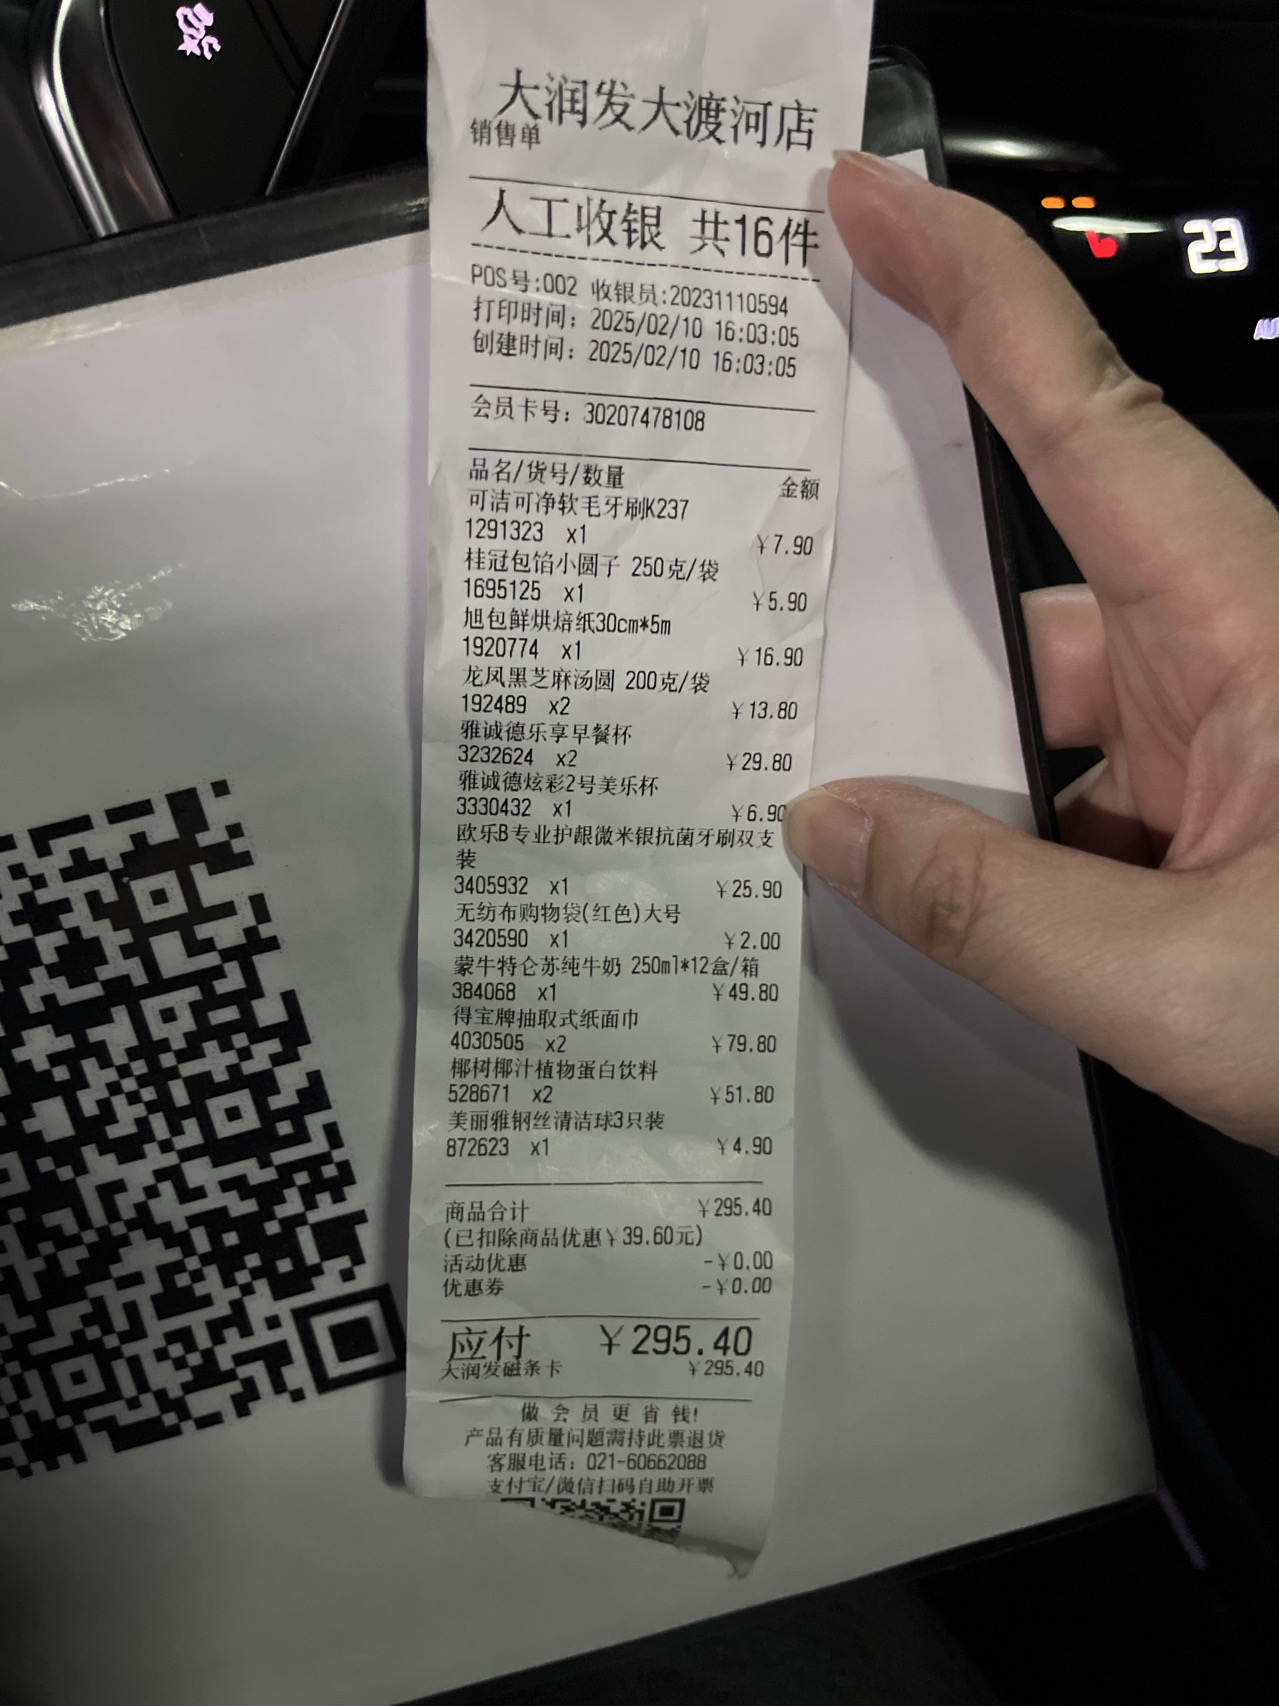 大润发大渡河店
销售单
人工收银 共16件
POS号:002 收银员:20231110594
打印时间: 2025/02/10 16:03:05
创建时间: 2025/02/10 16:03:05
会员卡号: 30207478108
品名/货号/数量 金额
可洁可净软毛牙刷K237
1291323 x1 ¥7.90
桂冠包馅小圆子 250克/袋
1695125 x1 ¥5.90
旭包鲜烘焙纸30cm*5m
1920774 x1 ¥16.90
龙凤黑芝麻汤圆 200克/袋
192489 x2 ¥13.80
雅诚德乐享早餐杯
3232624 x2 ¥29.80
雅诚德炫彩2号美乐杯
3330432 x1 ¥6.90
欧乐B专业护龈微米银抗菌牙刷双支
装
3405932 x1 ¥25.90
无纺布购物袋(红色)大号
3420590 x1 ¥2.00
蒙牛特仑苏纯牛奶 250ml*12盒/箱
384068 x1 ¥49.80
得宝牌抽取式纸面巾
4030505 x2 ¥79.80
椰树椰汁植物蛋白饮料
528671 x2 ¥51.80
美丽雅钢丝清洁球3只装
872623 x1 ¥4.90
商品合计 ¥295.40
(已扣除商品优惠¥39.60元)
活动优惠 -¥0.00
优惠券 -¥0.00
应付 ¥295.40
大润发磁条卡 ¥295.40
做 会 员 更 省 钱!
产品有质量问题需持此票退货
客服电话: 021-60662088
支付宝/微信扫码自助开票
23